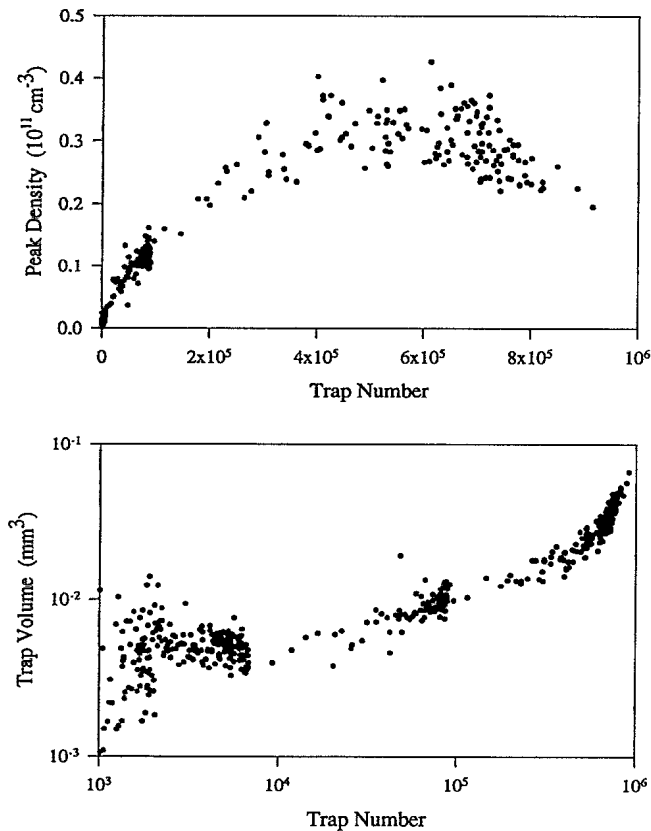 0.5
0.4
0.3
0.2
0.1
0.0
Peak Density (10¹¹ cm⁻³)
0 2x10⁵ 4x10⁵ 6x10⁵ 8x10⁵ 10⁶
Trap Number
10⁻¹
10⁻²
10⁻³
Trap Volume (mm³)
10³ 10⁴ 10⁵ 10⁶
Trap Number